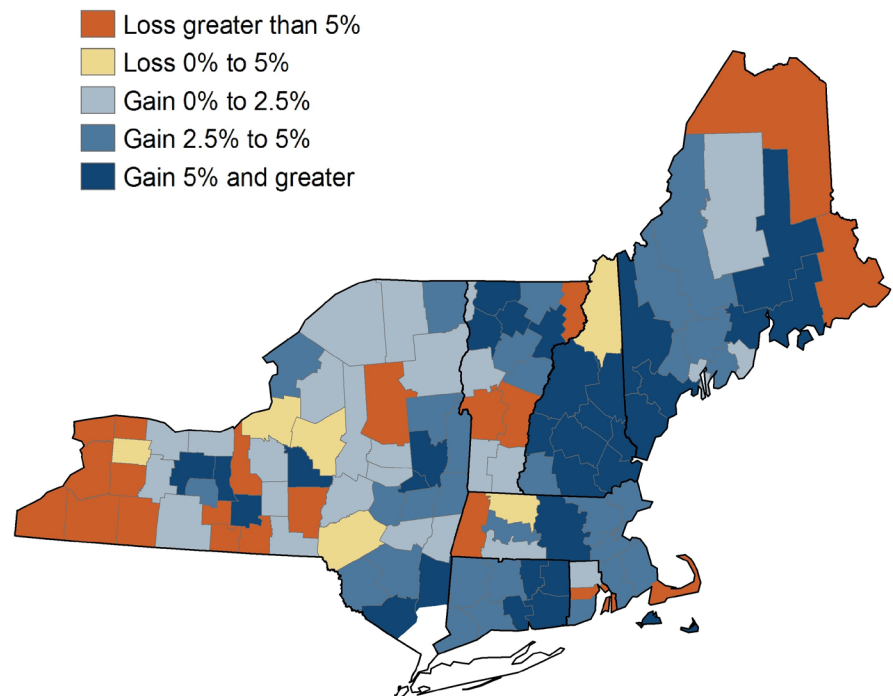 Loss greater than 5%
Loss 0% to 5%
Gain 0% to 2.5%
Gain 2.5% to 5%
Gain 5% and greater